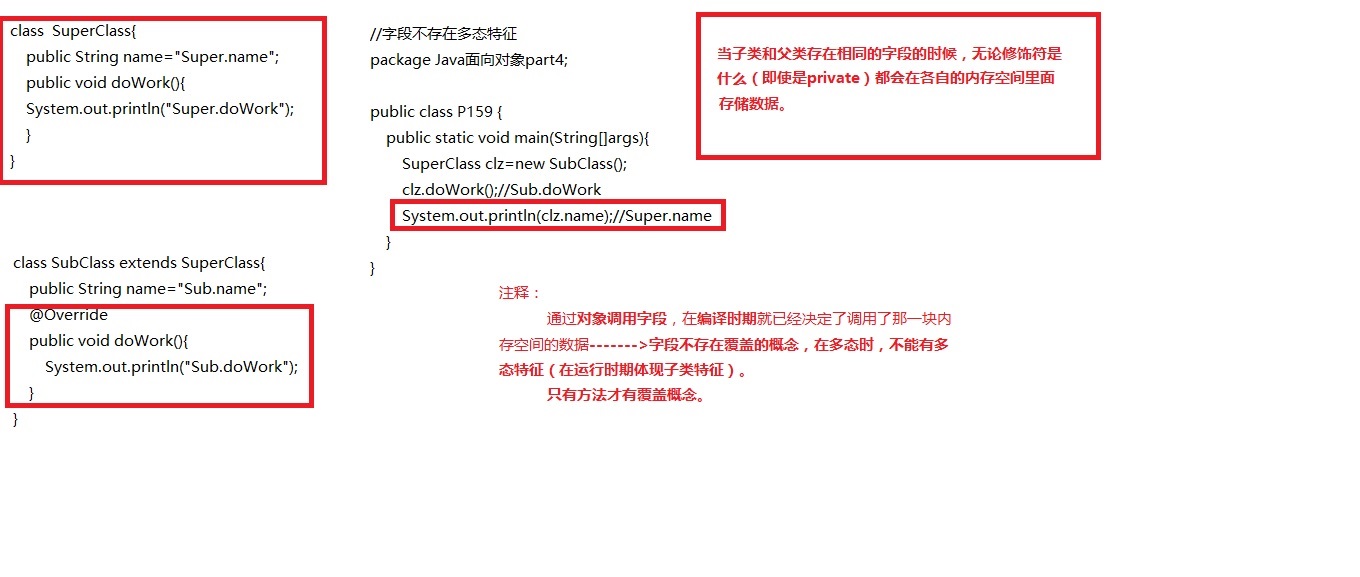 class  SuperClass{
public String name="Super.name";
public void doWork(){
System.out.println("Super.doWork");
}
}
class SubClass extends SuperClass{
public String name="Sub.name";
@Override
public void doWork(){
System.out.println("Sub.doWork");
}
}
//字段不存在多态特征
package Java面向对象part4;
public class P159 {
public static void main(String[]args){
SuperClass clz=new SubClass();
clz.doWork();//Sub.doWork
System.out.println(clz.name);//Super.name
}
}
注释：
通过对象调用字段，在编译时期就已经决定了调用了那一块内
存空间的数据------->字段不存在覆盖的概念，在多态时，不能有多
态特征（在运行时期体现子类特征）。
只有方法才有覆盖概念。
当子类和父类存在相同的字段的时候，无论修饰符是
什么（即使是private）都会在各自的内存空间里面
存储数据。